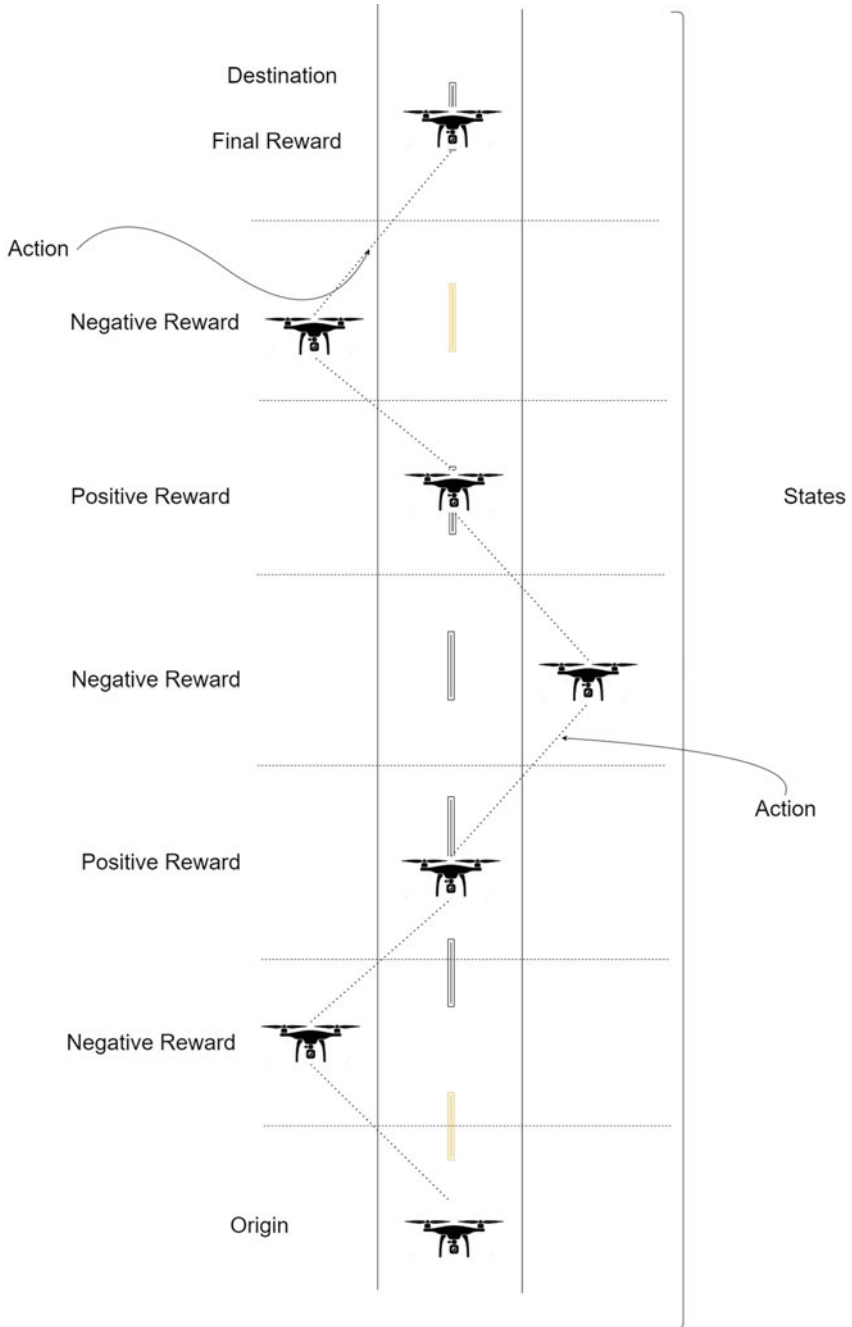 Destination
Final Reward
Action
Negative Reward
Positive Reward
States
Negative Reward
Action
Positive Reward
Negative Reward
Origin